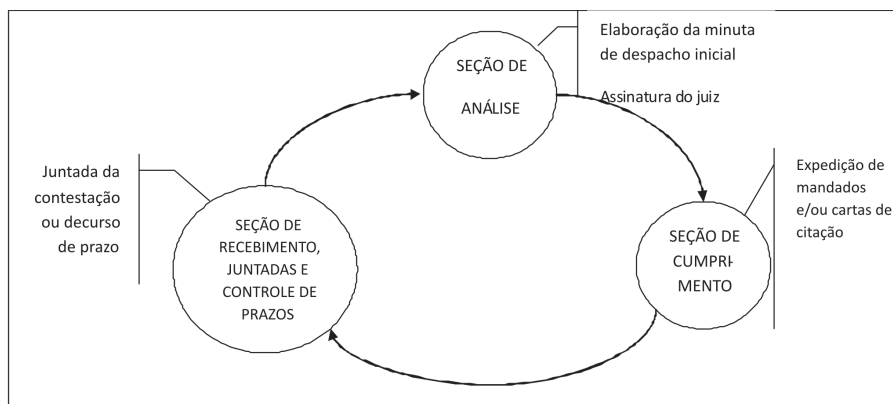 Elaboração da minuta
de despacho inicial
Assinatura do juiz
SEÇÃO DE
ANÁLISE
Expedição de
mandados
e/ou cartas de
citação
SEÇÃO DE
CUMPRI-
MENTO
Juntada da
contestação
ou decurso
de prazo
SEÇÃO DE
RECEBIMENTO,
JUNTADAS E
CONTROLE DE
PRAZOS